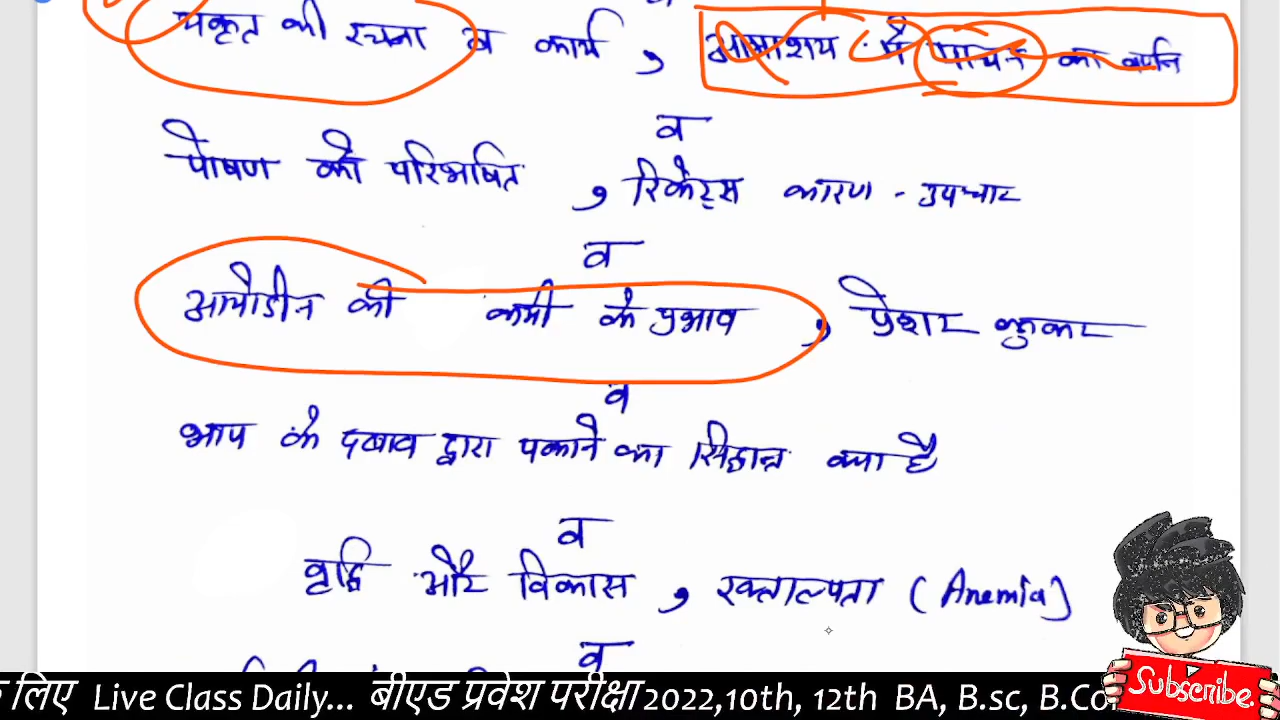 यकृत की रचना व कार्य , आमाशय में पाचन का वर्णन
व
पोषण को परिभाषित , रिकेट्स कारण - उपचार
व
आयोडीन की कमी के प्रभाव , प्रेशर कुकर
व
भाप के दबाव द्वारा पकाने का सिद्धान्त क्या है
व
वृद्धि और विकास , रक्ताल्पता (Anemia)
व
लिए Live Class Daily... बीएड प्रवेश परीक्षा 2022,10th, 12th BA, B.sc, B.Co
Subscribe